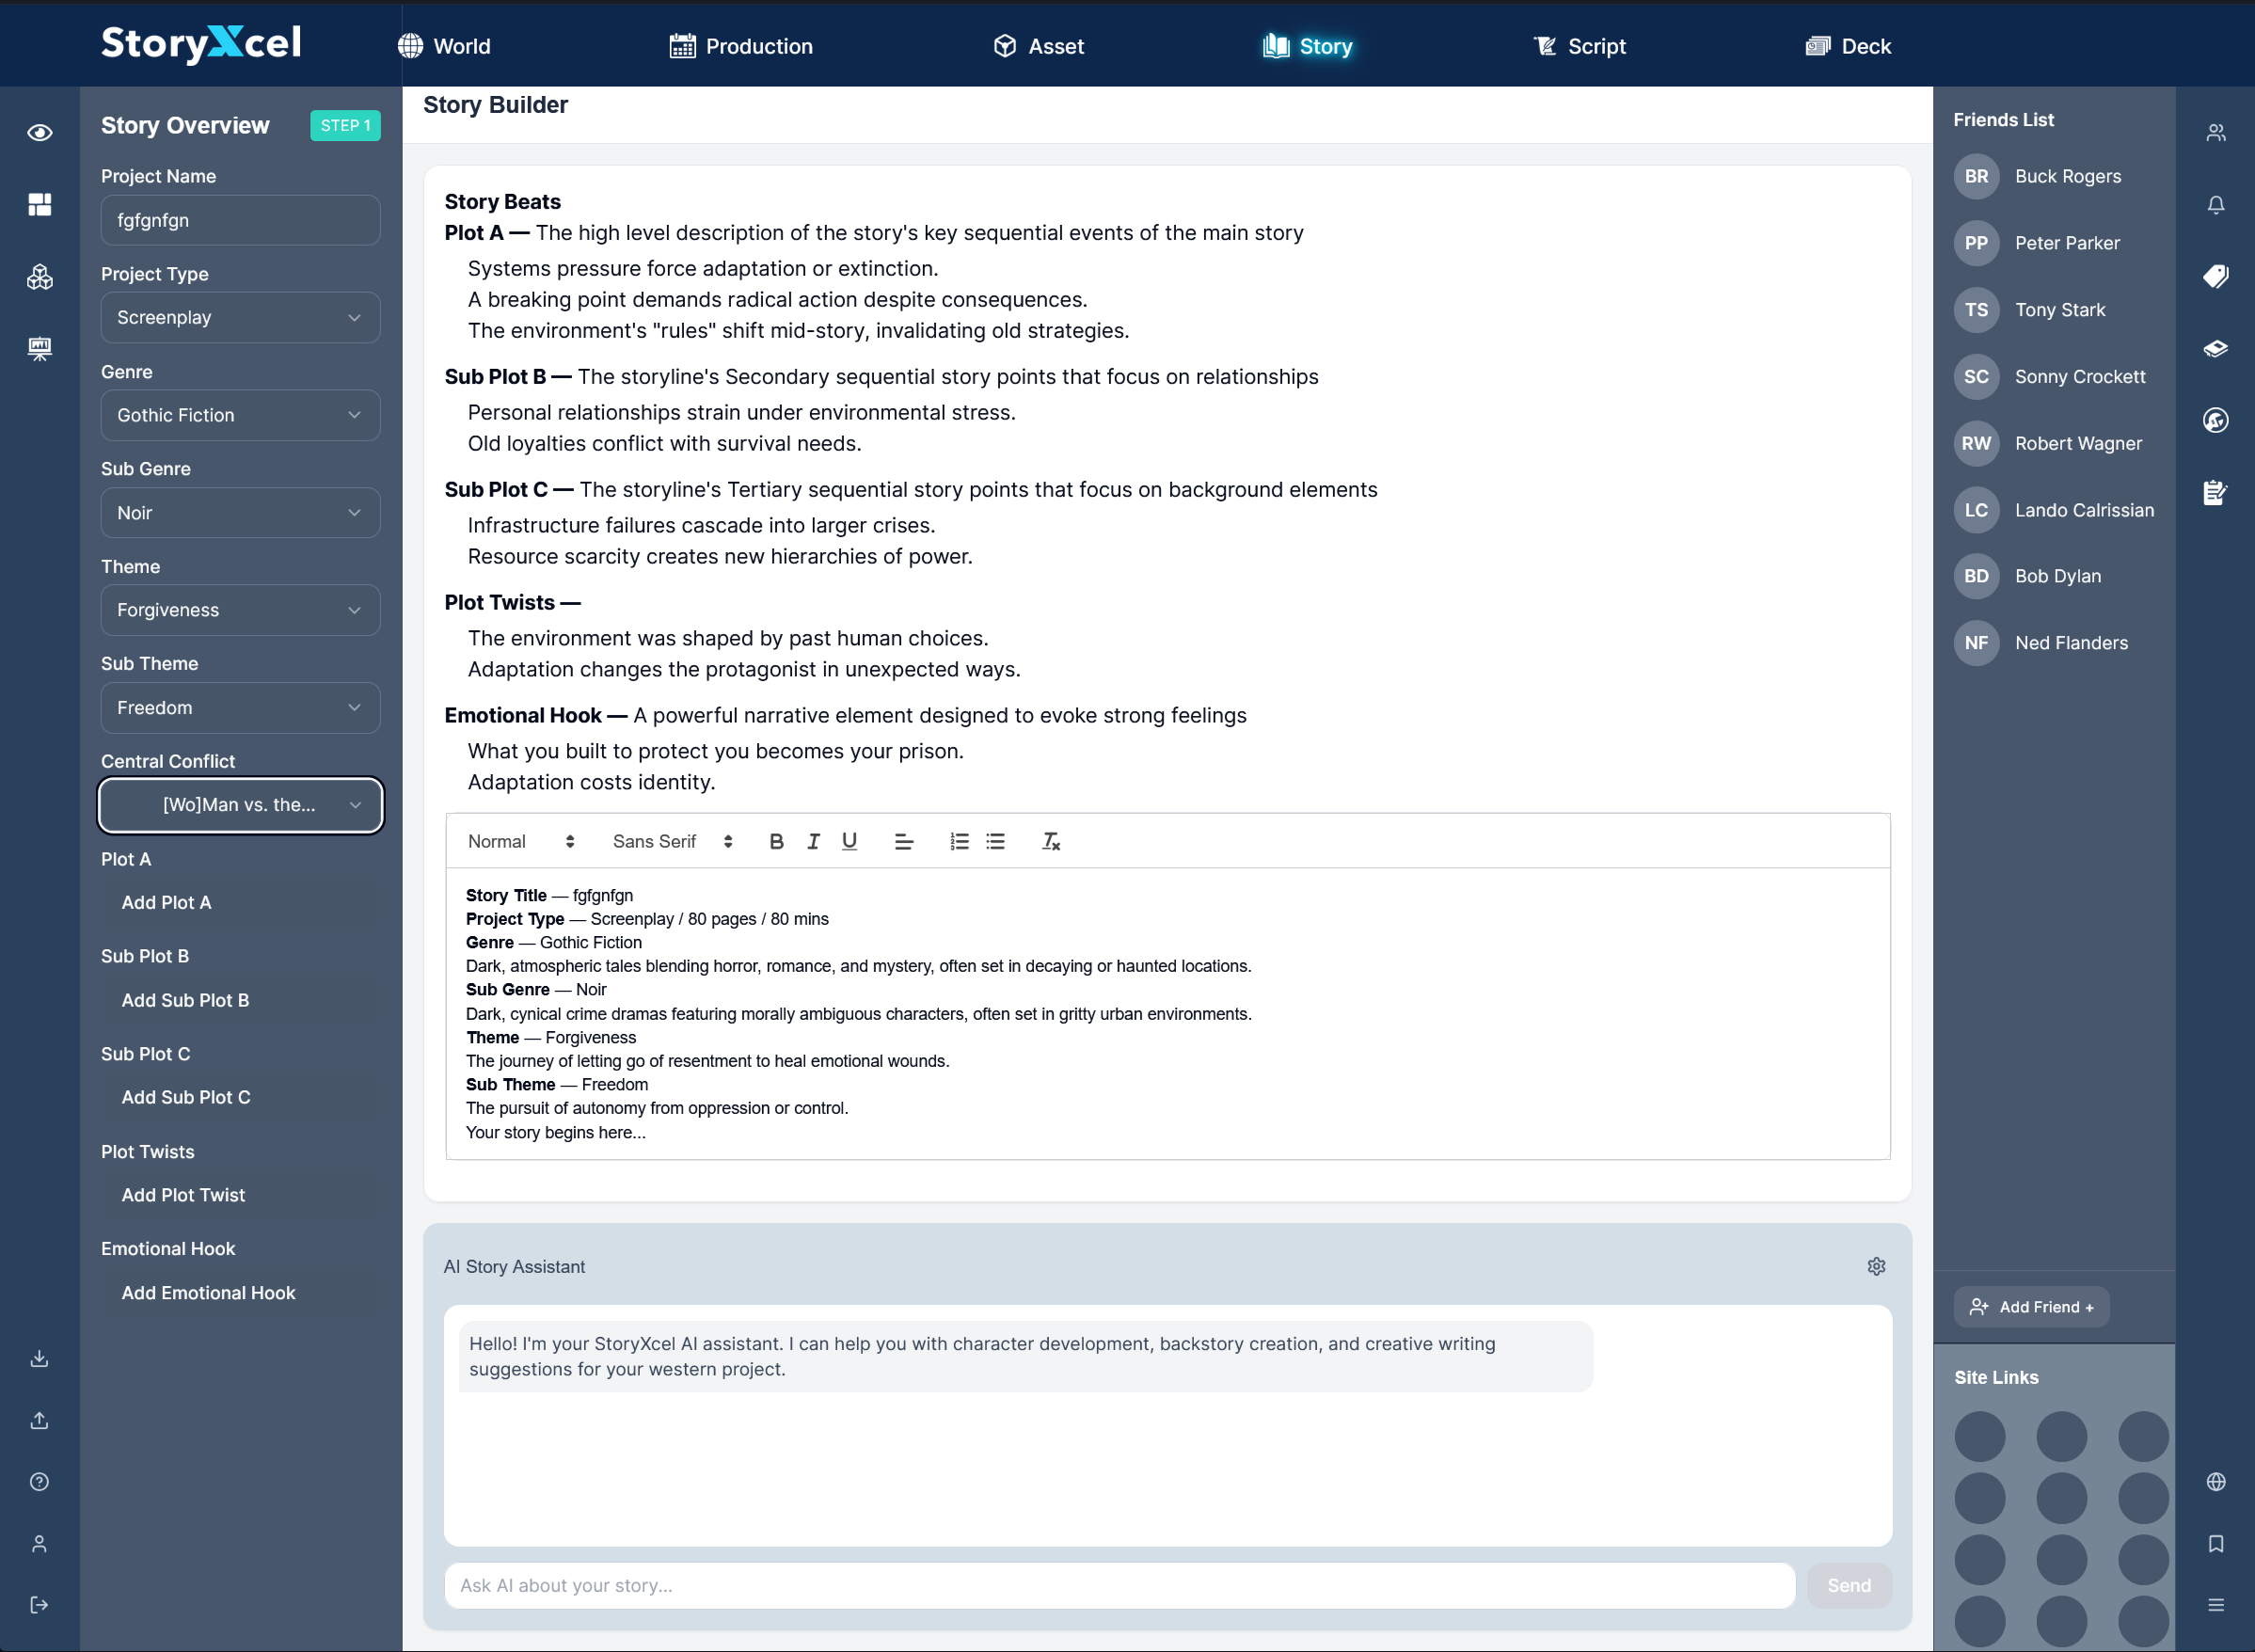 StoryXcel
World
Production
Asset
Story
Script
Deck
Story Overview
STEP 1
Project Name
fgfgnfgn
Project Type
Screenplay
Genre
Gothic Fiction
Sub Genre
Noir
Theme
Forgiveness
Sub Theme
Freedom
Central Conflict
[Wo]Man vs. the...
Plot A
Add Plot A
Sub Plot B
Add Sub Plot B
Sub Plot C
Add Sub Plot C
Plot Twists
Add Plot Twist
Emotional Hook
Add Emotional Hook
Story Builder
Story Beats
Plot A — The high level description of the story's key sequential events of the main story
Systems pressure force adaptation or extinction.
A breaking point demands radical action despite consequences.
The environment's "rules" shift mid-story, invalidating old strategies.
Sub Plot B — The storyline's Secondary sequential story points that focus on relationships
Personal relationships strain under environmental stress.
Old loyalties conflict with survival needs.
Sub Plot C — The storyline's Tertiary sequential story points that focus on background elements
Infrastructure failures cascade into larger crises.
Resource scarcity creates new hierarchies of power.
Plot Twists —
The environment was shaped by past human choices.
Adaptation changes the protagonist in unexpected ways.
Emotional Hook — A powerful narrative element designed to evoke strong feelings
What you built to protect you becomes your prison.
Adaptation costs identity.
Normal
Sans Serif
B I U
Story Title — fgfgnfgn
Project Type — Screenplay / 80 pages / 80 mins
Genre — Gothic Fiction
Dark, atmospheric tales blending horror, romance, and mystery, often set in decaying or haunted locations.
Sub Genre — Noir
Dark, cynical crime dramas featuring morally ambiguous characters, often set in gritty urban environments.
Theme — Forgiveness
The journey of letting go of resentment to heal emotional wounds.
Sub Theme — Freedom
The pursuit of autonomy from oppression or control.
Your story begins here...
AI Story Assistant
Hello! I'm your StoryXcel AI assistant. I can help you with character development, backstory creation, and creative writing
suggestions for your western project.
Ask AI about your story...
Send
Friends List
BR Buck Rogers
PP Peter Parker
TS Tony Stark
SC Sonny Crockett
RW Robert Wagner
LC Lando Calrissian
BD Bob Dylan
NF Ned Flanders
Add Friend +
Site Links